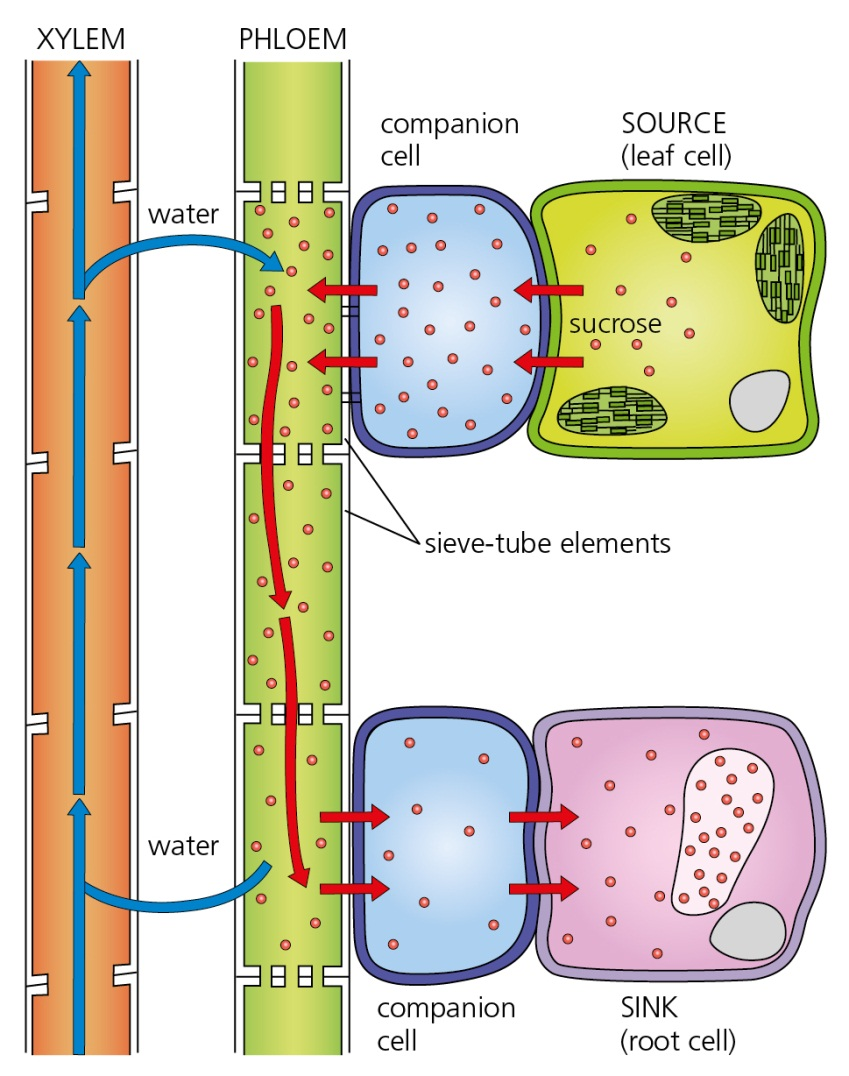 XYLEM
PHLOEM
companion
cell
SOURCE
(leaf cell)
water
sucrose
sieve-tube elements
water
companion
cell
SINK
(root cell)